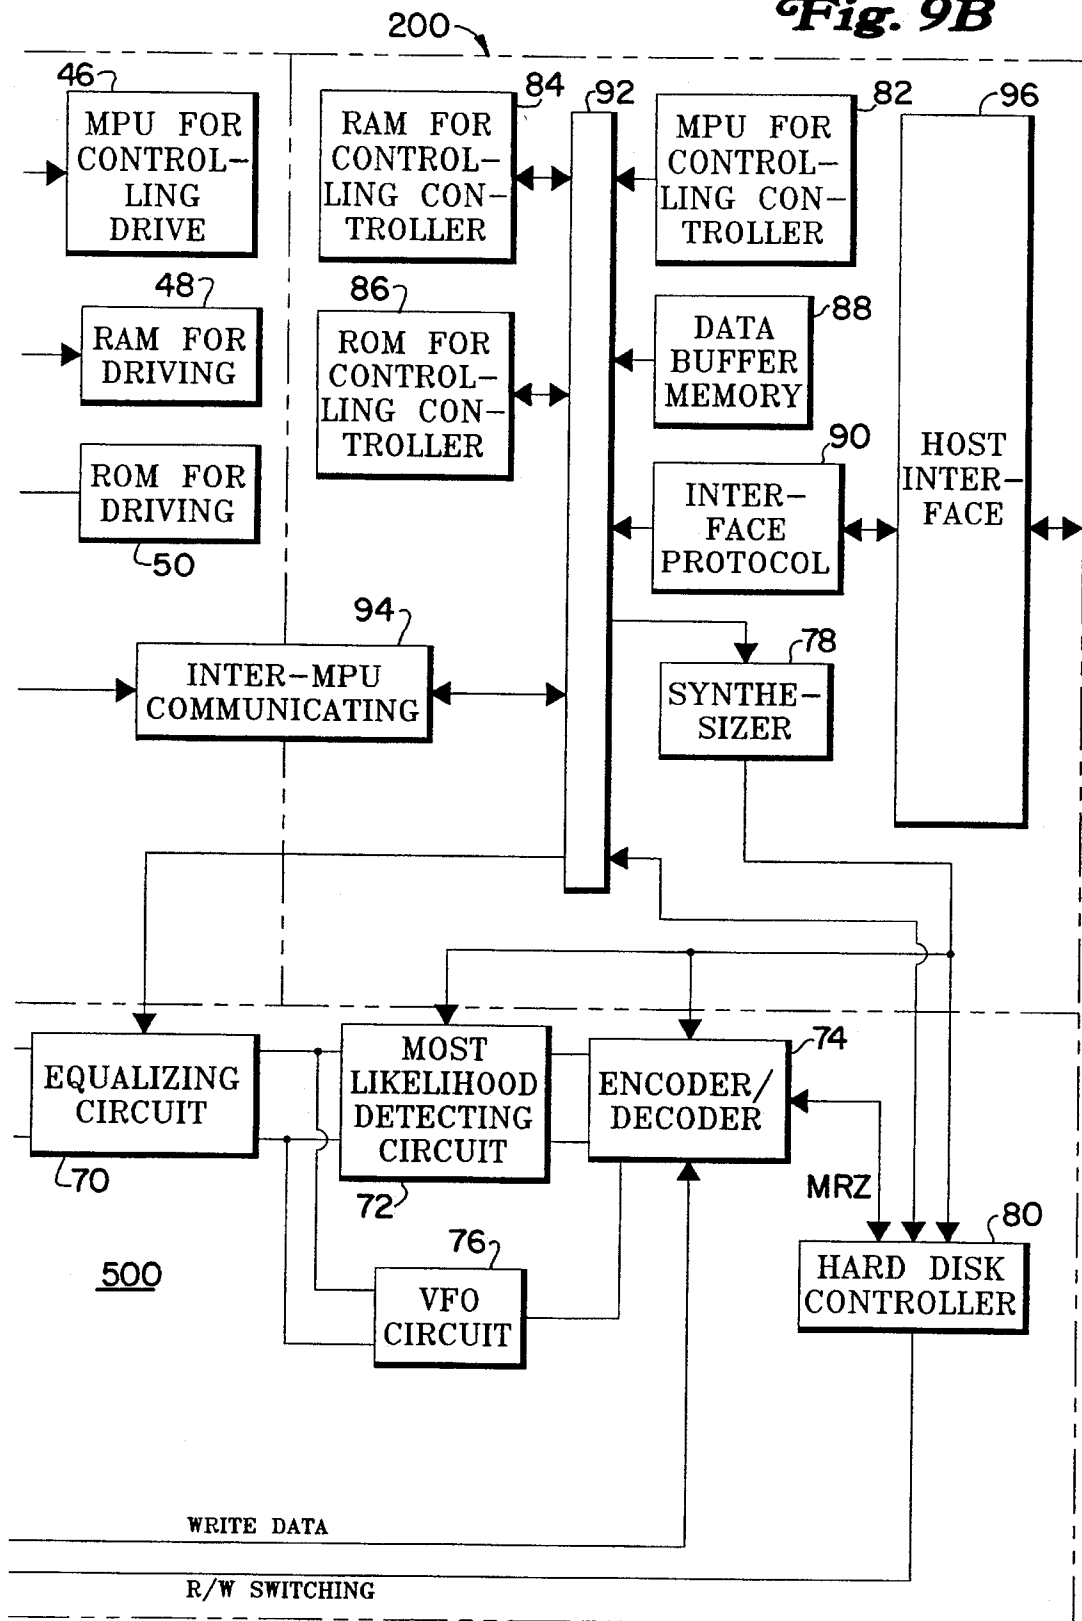 Fig. 9B
200
46
MPU FOR
CONTROL-
LING
DRIVE
84
RAM FOR
CONTROL-
LING CON-
TROLLER
92
82
MPU FOR
CONTROL-
LING CON-
TROLLER
96
HOST
INTER-
FACE
48
RAM FOR
DRIVING
86
ROM FOR
CONTROL-
LING CON-
TROLLER
88
DATA
BUFFER
MEMORY
ROM FOR
DRIVING
50
90
INTER-
FACE
PROTOCOL
94
INTER-MPU
COMMUNICATING
78
SYNTHE-
SIZER
EQUALIZING
CIRCUIT
70
MOST
LIKELIHOOD
DETECTING
CIRCUIT
72
74
ENCODER/
DECODER
MRZ
76
VFO
CIRCUIT
80
HARD DISK
CONTROLLER
500
WRITE DATA
R/W SWITCHING